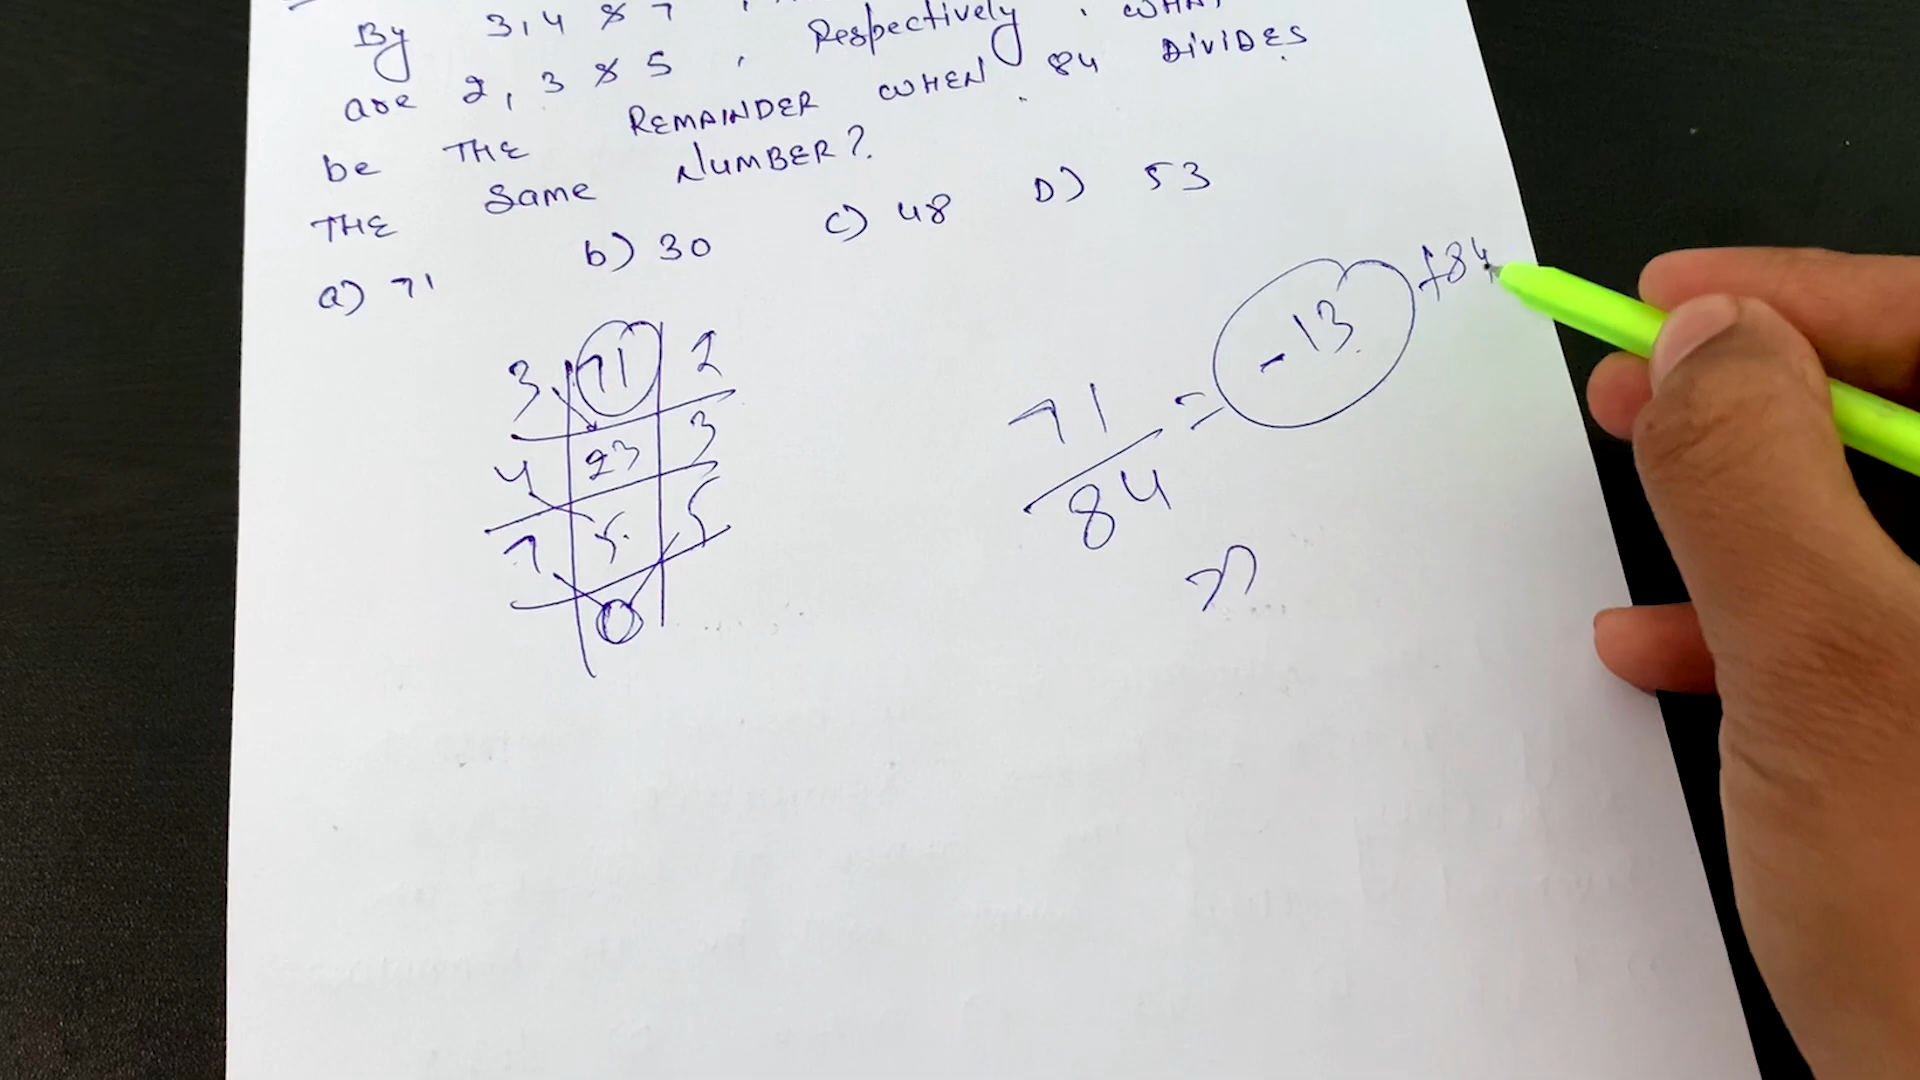 By 3,4 & 7
are 2, 3 & 5, Respectively.
be THE REMAINDER WHEN 84 DIVIDES
THE Same NUMBER?
a) 71 b) 30 c) 48 D) 53
3 71 2
4 23 3
7 5 5
0
71/84 = -13 +84